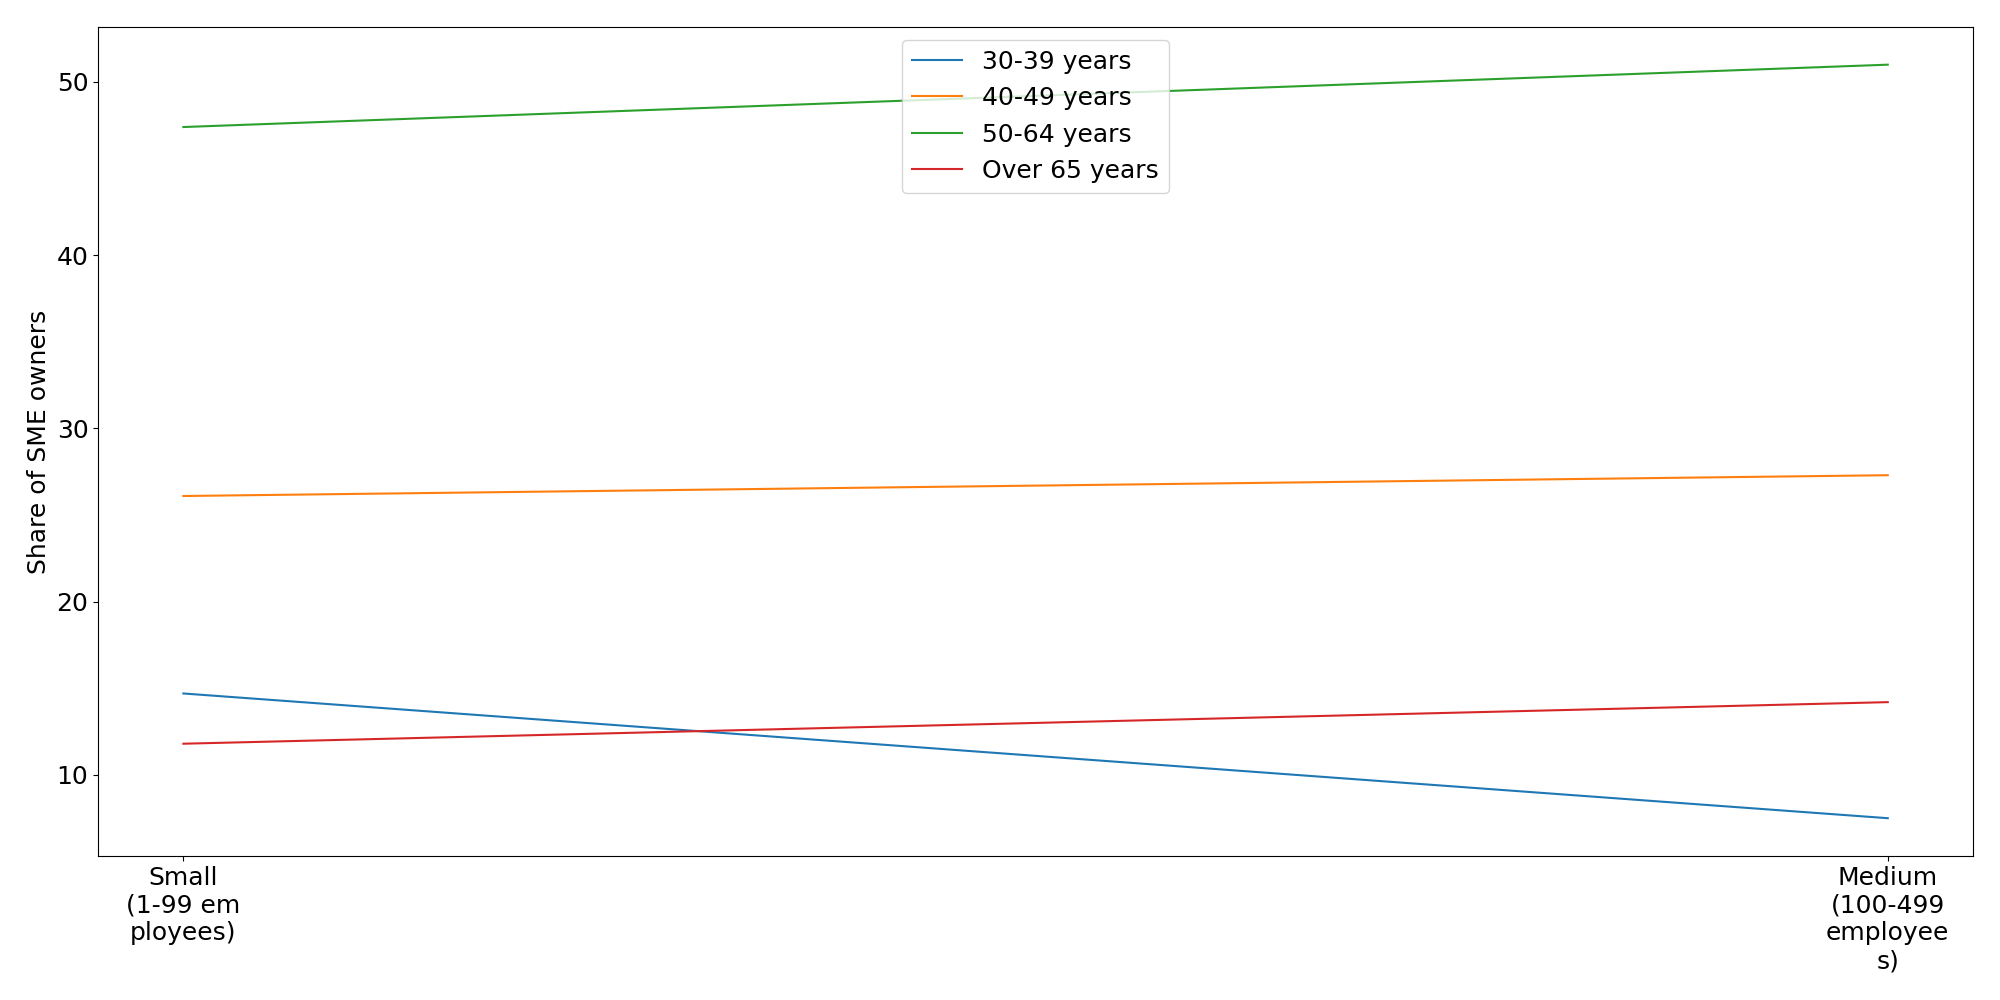 30-39 years
40-49 years
50-64 years
Over 65 years
50
40
30
20
10
Share of SME owners
Small
(1-99 em
ployees)
Medium
(100-499
employee
s)